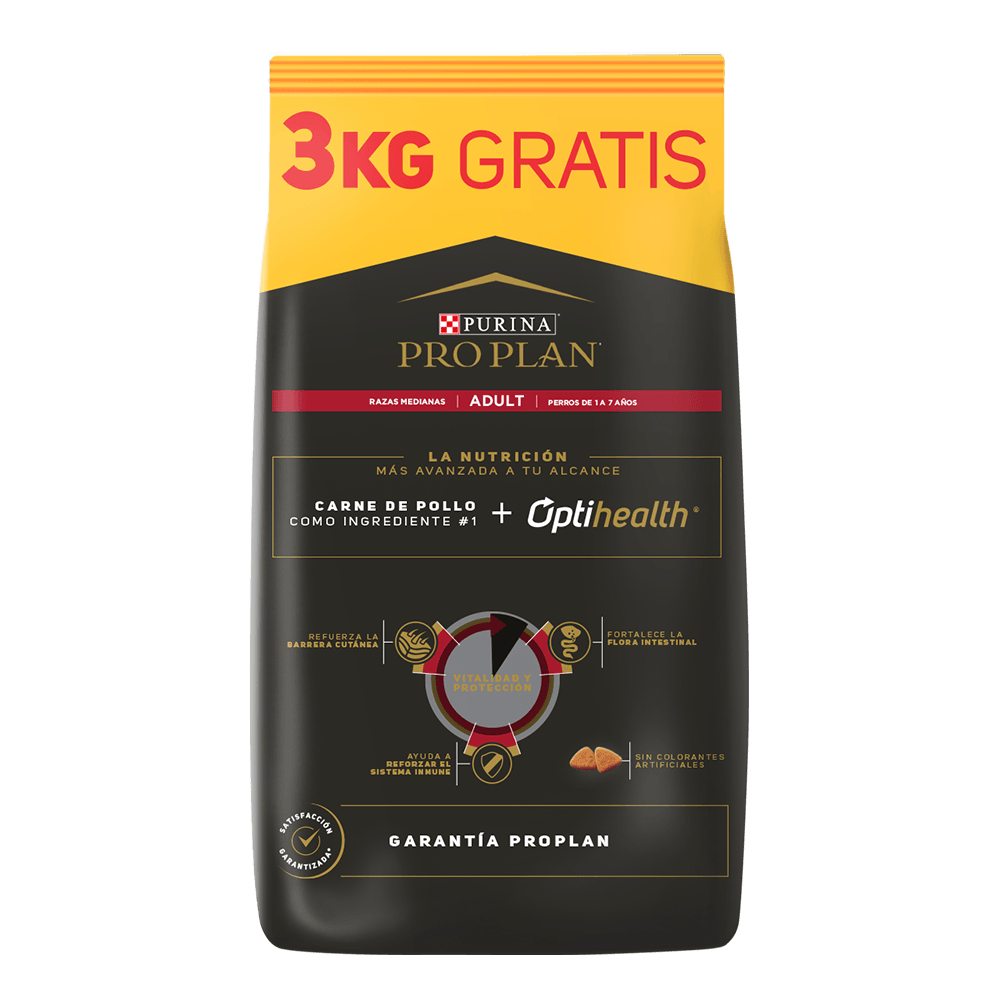 3KG GRATIS
PURINA
PRO PLAN
RAZAS MEDIANAS | ADULT | PERROS DE 1 A 7 AÑOS
LA NUTRICIÓN
MÁS AVANZADA A TU ALCANCE
CARNE DE POLLO
COMO INGREDIENTE #1
+
Optihealth®
REFUERZA LA
BARRERA CUTÁNEA
FORTALECE LA
FLORA INTESTINAL
VITALIDAD Y
PROTECCIÓN
AYUDA A
REFORZAR EL
SISTEMA INMUNE
SIN COLORANTES
ARTIFICIALES
SATISFACCIÓN
GARANTIZADA*
GARANTÍA PROPLAN